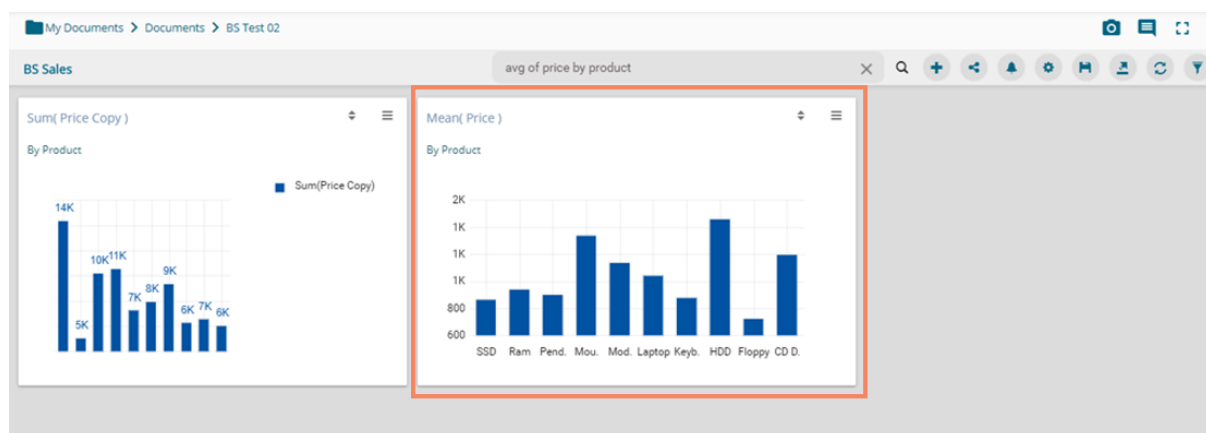 My Documents > Documents > BS Test 02
BS Sales
avg of price by product
Sum( Price Copy )
By Product
Sum(Price Copy)
14K
5K
10K
11K
7K
8K
9K
6K
7K
6K
Mean( Price )
By Product
2K
1K
1K
1K
800
600
SSD Ram Pend. Mou. Mod. Laptop Keyb. HDD Floppy CD D.